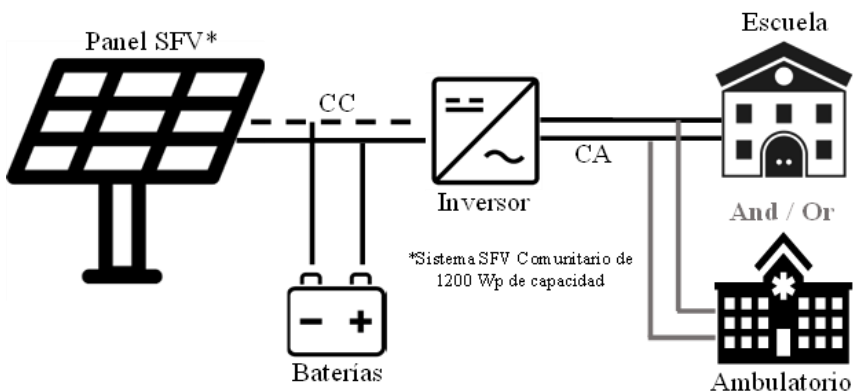 Escuela
Panel SFV*
CC
CA
Inversor
And / Or
*Sistema SFV Comunitario de
1200 Wp de capacidad
Baterías
Ambulatorio